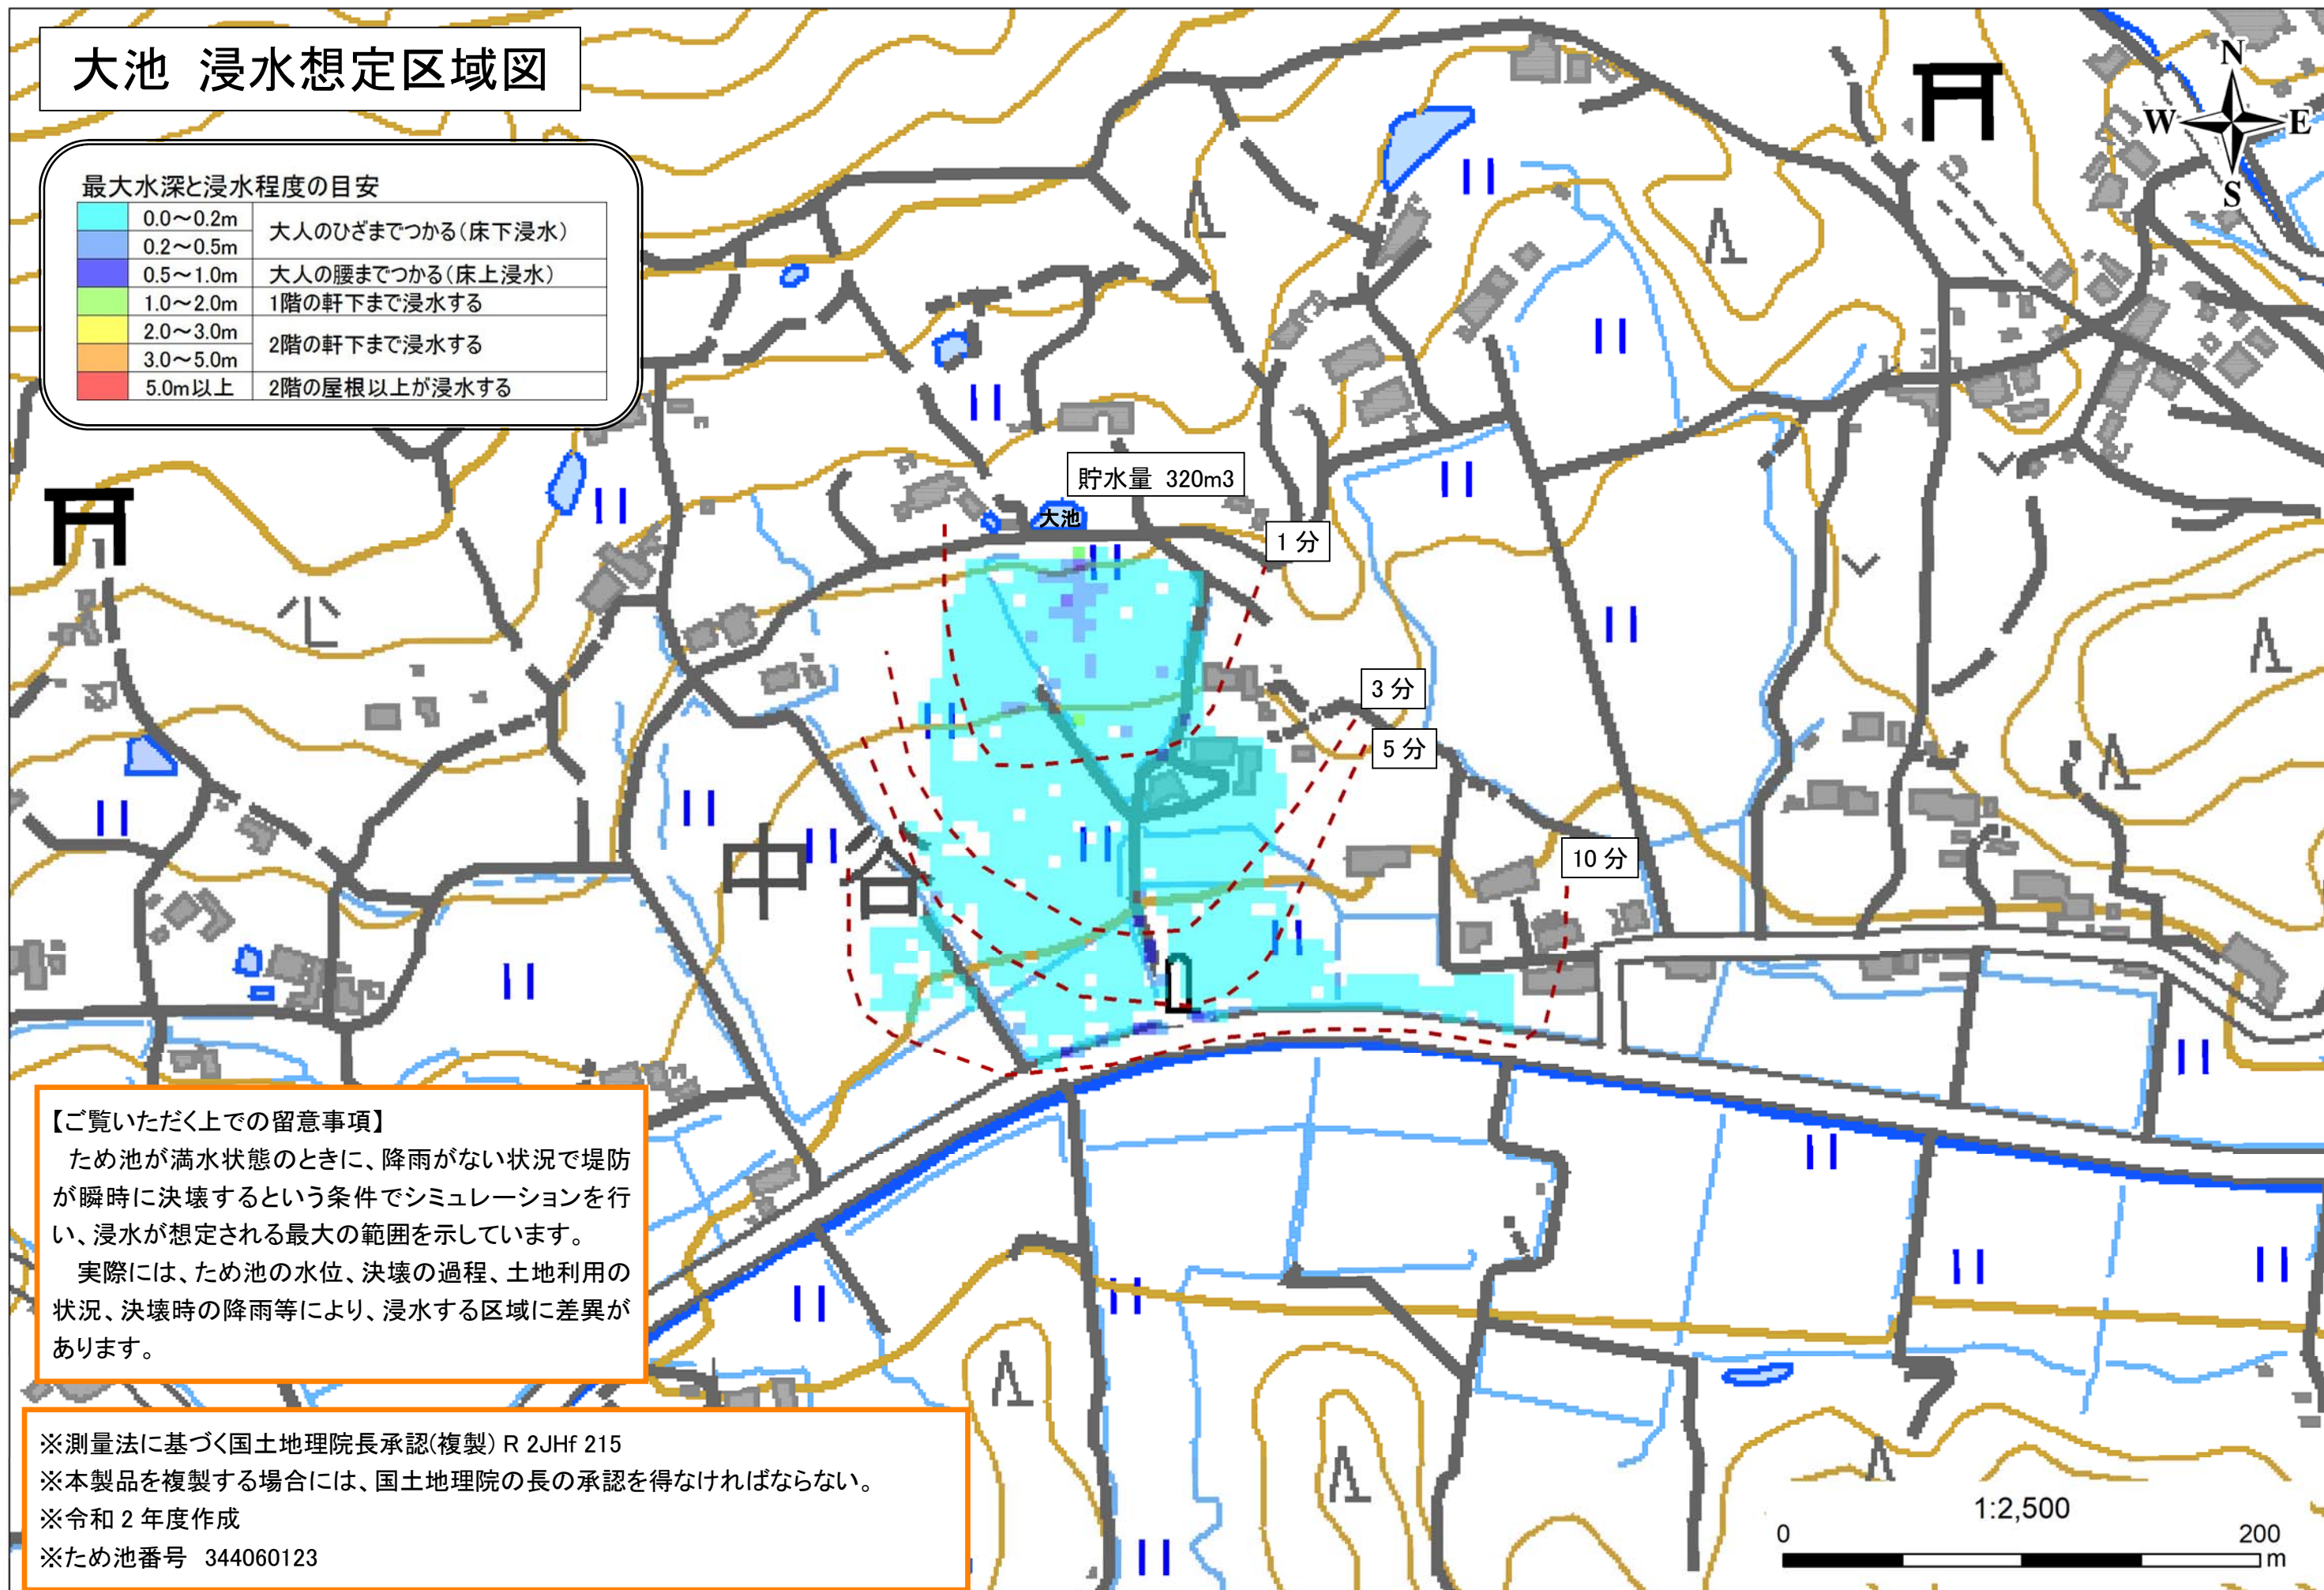 大池 浸水想定区域図
最大水深と浸水程度の目安
0.0～0.2m 大人のひざまでつかる(床下浸水)
0.2～0.5m
0.5～1.0m 大人の腰までつかる(床上浸水)
1.0～2.0m 1階の軒下まで浸水する
2.0～3.0m 2階の軒下まで浸水する
3.0～5.0m
5.0m以上 2階の屋根以上が浸水する
N
W E
S
貯水量 320m3
大池
1 分
3 分
5 分
10 分
中谷
【ご覧いただく上での留意事項】
ため池が満水状態のときに、降雨がない状況で堤防
が瞬時に決壊するという条件でシミュレーションを行
い、浸水が想定される最大の範囲を示しています。
実際には、ため池の水位、決壊の過程、土地利用の
状況、決壊時の降雨等により、浸水する区域に差異が
あります。
※測量法に基づく国土地理院長承認(複製) R 2JHf 215
※本製品を複製する場合には、国土地理院の長の承認を得なければならない。
※令和 2 年度作成
※ため池番号 344060123
1:2,500
0 200
m